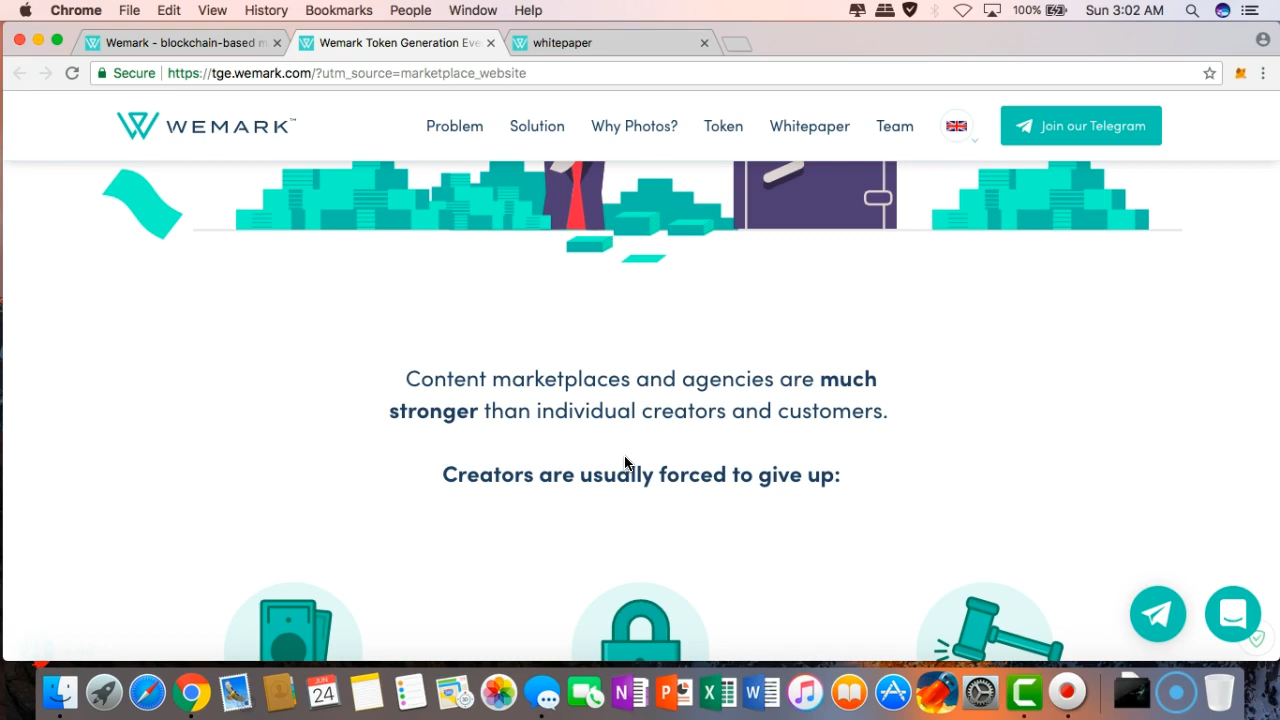 Chrome File Edit View History Bookmarks People Window Help 100% Sun 3:02 AM
Wemark - blockchain-based m Wemark Token Generation Eve whitepaper
Secure https://tge.wemark.com/?utm_source=marketplace_website
WEMARK™ Problem Solution Why Photos? Token Whitepaper Team Join our Telegram
Content marketplaces and agencies are much
stronger than individual creators and customers.
Creators are usually forced to give up:
JUN
24
N P X W